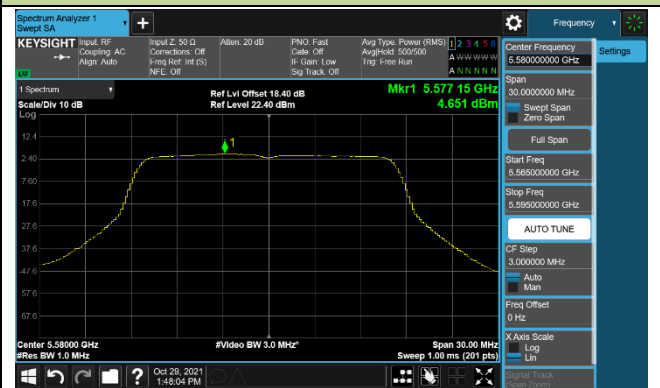 Spectrum Analyzer 1
Swept SA
Frequency
KEYSIGHT
Input: RF
Coupling: AC
Align: Auto
Input Z: 50 Ω
Corrections: Off
Freq Ref: Int (S)
NFE: Off
Atten: 20 dB
PNO: Fast
Gate: Off
IF Gain: Low
Sig Track: Off
Avg Type: Power (RMS)
Avg|Hold: 500/500
Trig: Free Run
1 2 3 4 5 6
A W W W W W
A N N N N N
LXI
1 Spectrum
Scale/Div 10 dB
Log
Ref Lvl Offset 18.40 dB
Ref Level 22.40 dBm
Mkr1 5.577 15 GHz
4.651 dBm
1
12.4
2.40
-7.60
-17.6
-27.6
-37.6
-47.6
-57.6
-67.6
Center 5.58000 GHz
#Res BW 1.0 MHz
#Video BW 3.0 MHz*
Span 30.00 MHz
Sweep 1.00 ms (201 pts)
Center Frequency
5.580000000 GHz
Span
30.0000000 MHz
Swept Span
Zero Span
Full Span
Start Freq
5.565000000 GHz
Stop Freq
5.595000000 GHz
AUTO TUNE
CF Step
3.000000 MHz
Auto
Man
Freq Offset
0 Hz
X Axis Scale
Log
Lin
Signal Track
(Span Zoom)
Settings
?
Oct 29, 2021
1:48:04 PM